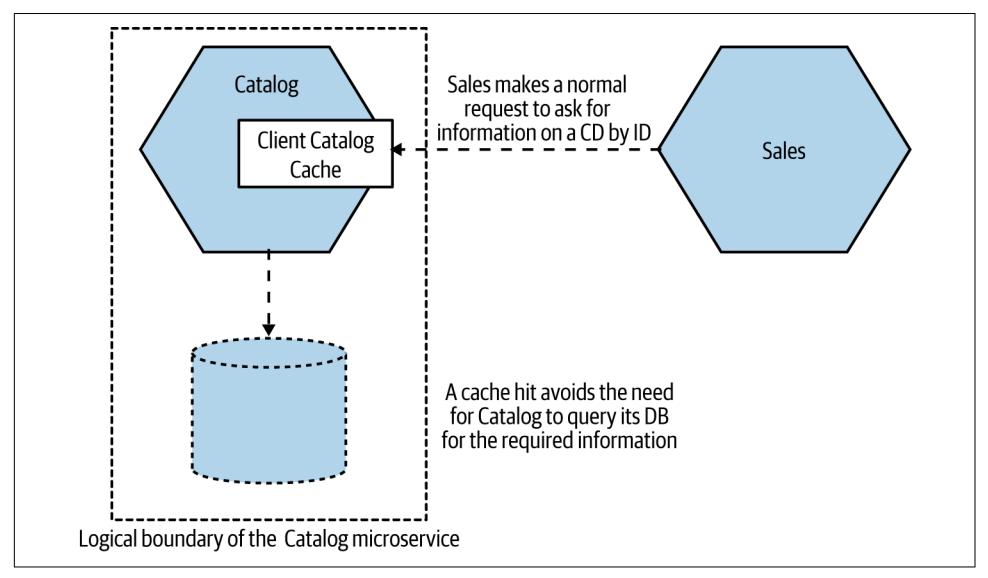 Catalog
Client Catalog
Cache
Sales makes a normal
request to ask for
information on a CD by ID
Sales
A cache hit avoids the need
for Catalog to query its DB
for the required information
Logical boundary of the Catalog microservice